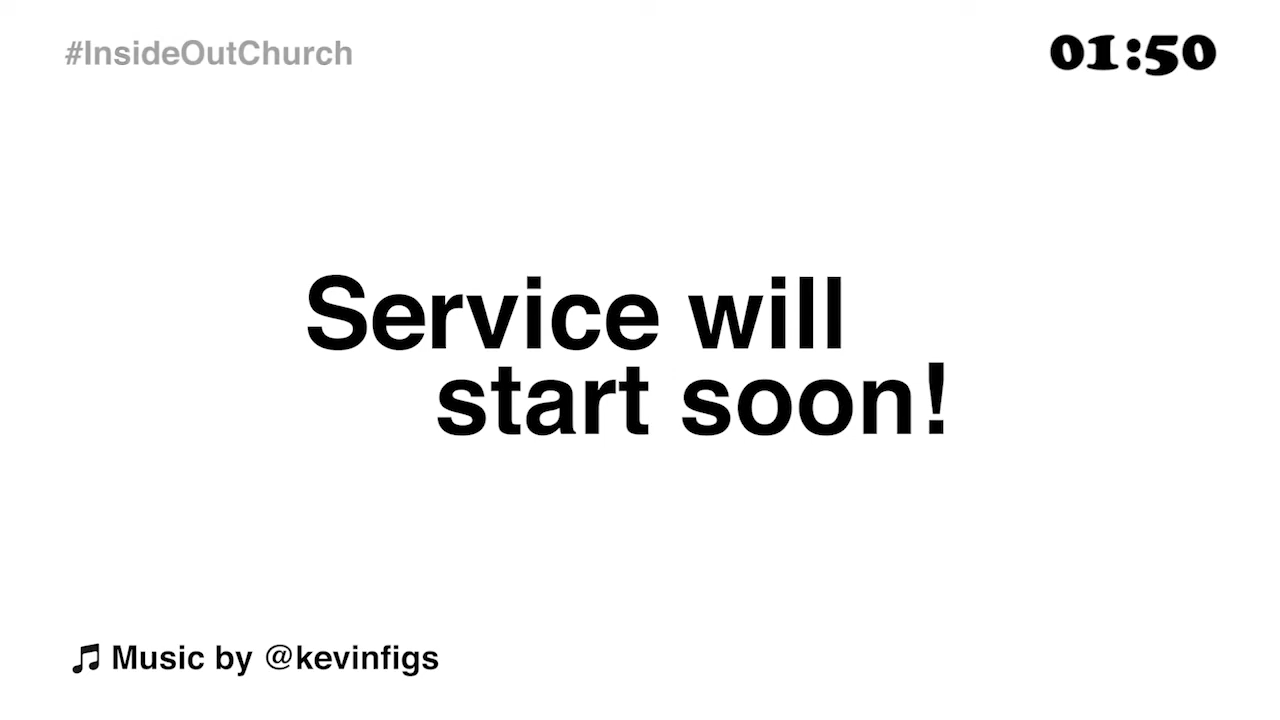 #InsideOutChurch
01:50
Service will
start soon!
♫ Music by @kevinfigs